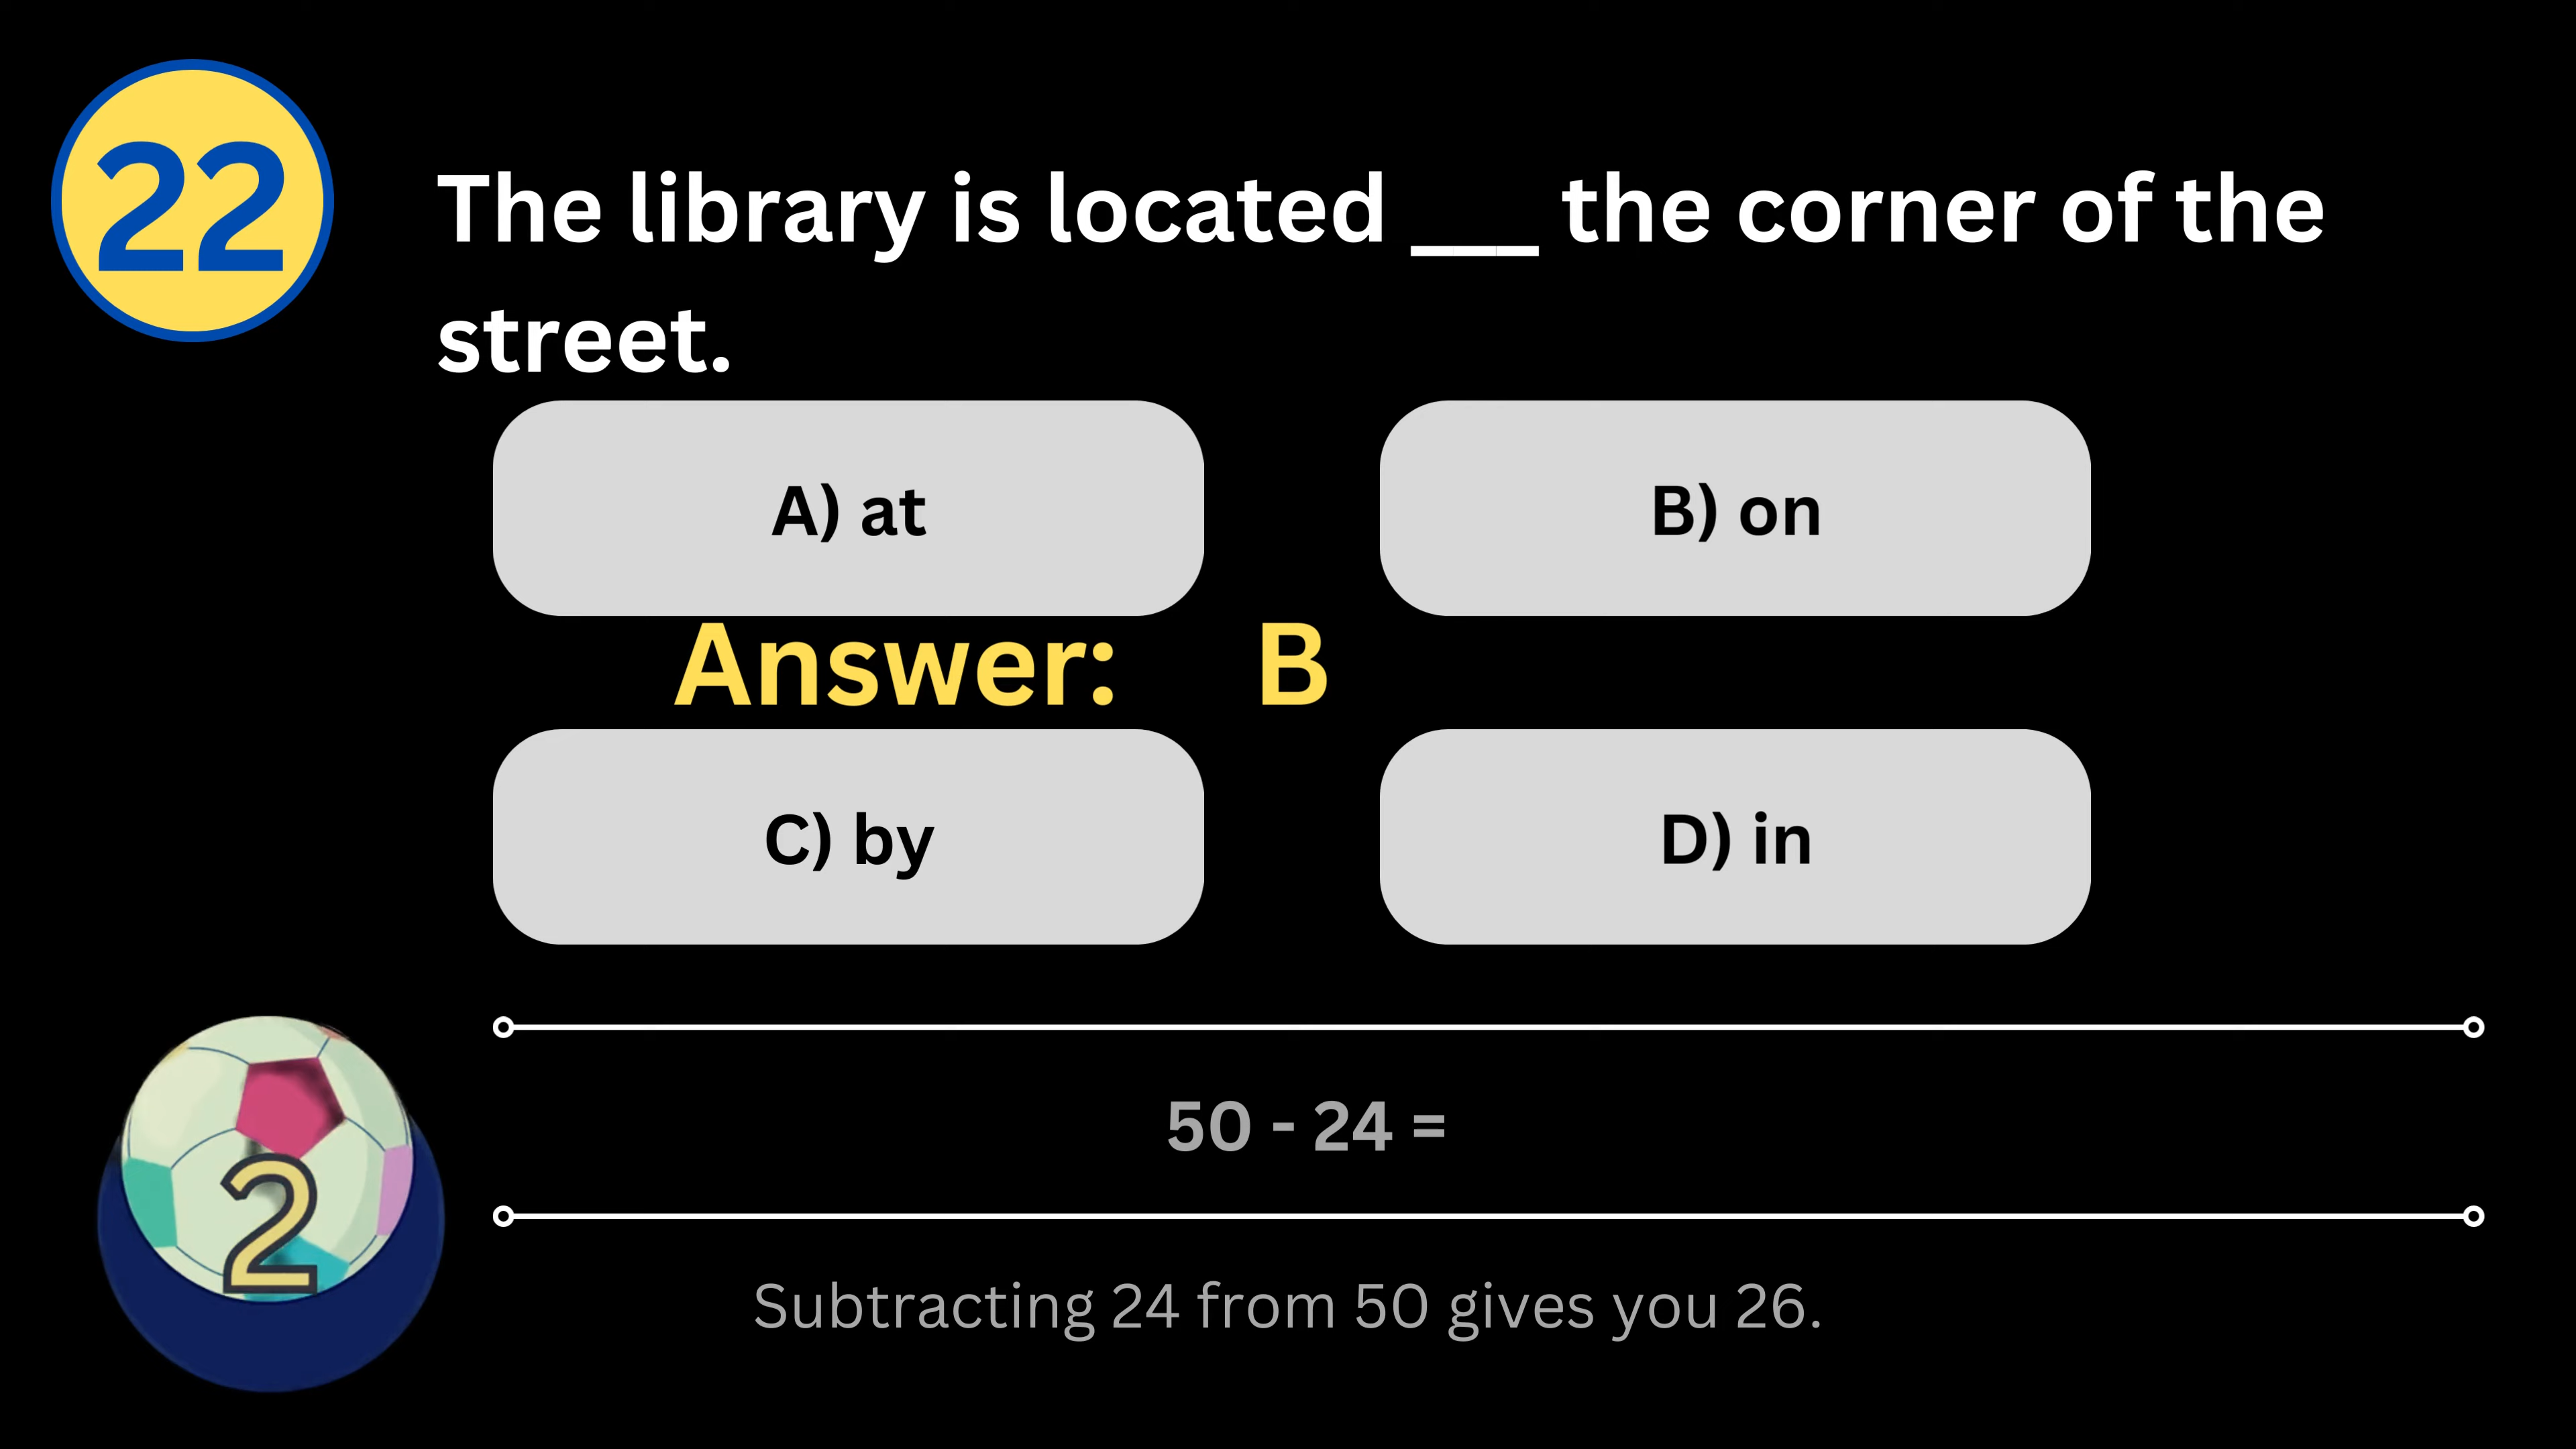 22
The library is located ___ the corner of the
street.
A) at
B) on
Answer: B
C) by
D) in
50 - 24 =
2
Subtracting 24 from 50 gives you 26.